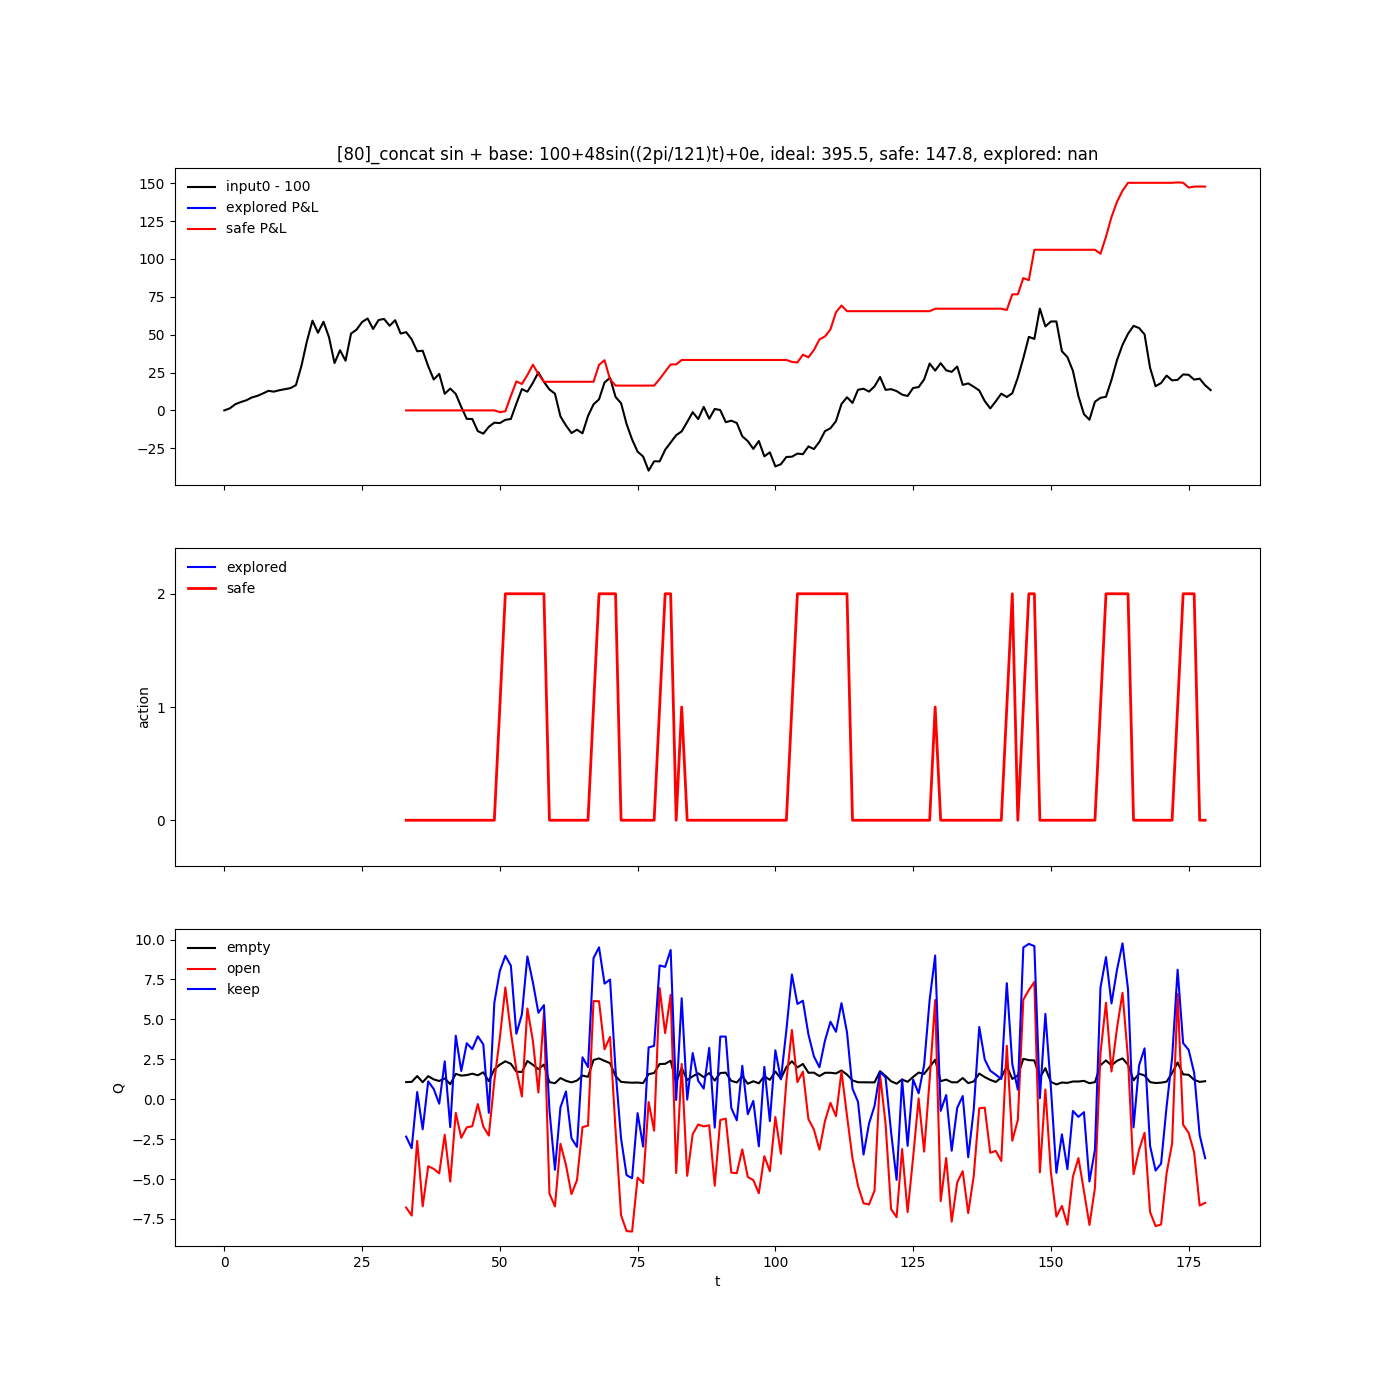 [80]_concat sin + base: 100+48sin((2pi/121)t)+0e, ideal: 395.5, safe: 147.8, explored: nan
150
125
100
75
50
25
0
−25
input0 - 100
explored P&L
safe P&L
2
1
0
action
explored
safe
10.0
7.5
5.0
2.5
0.0
−2.5
−5.0
−7.5
Q
empty
open
keep
0 25 50 75 100 125 150 175
t